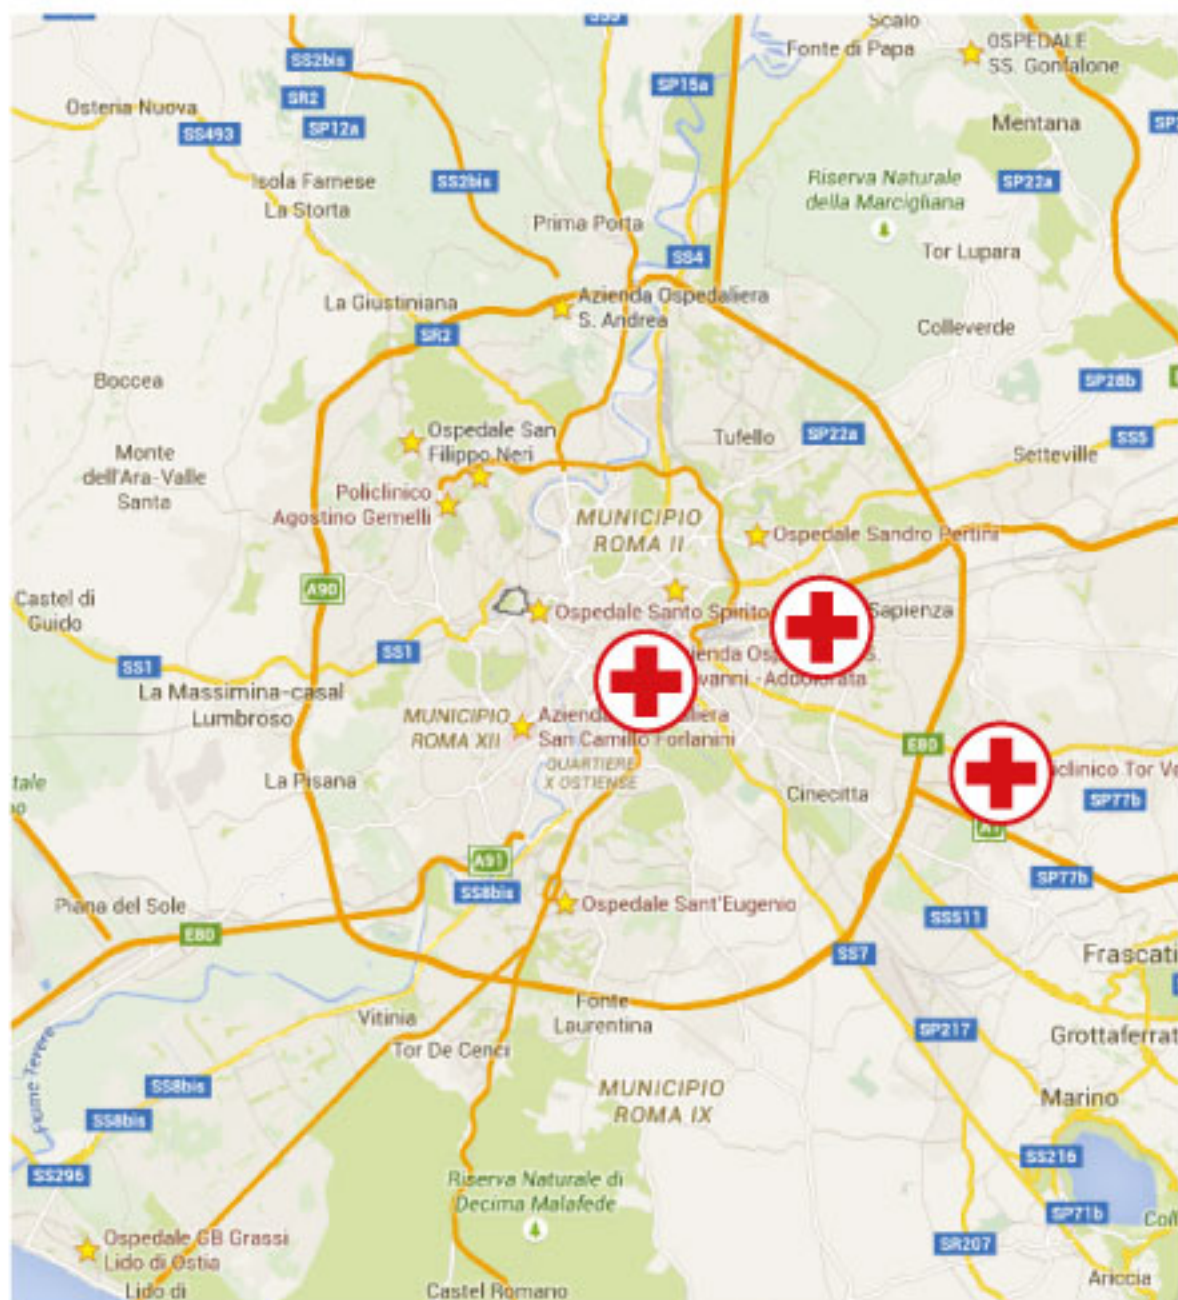 SS3
Scalo
Fonte di Papa
OSPEDALE
SS. Gonfalone
SS2bis
SR2
SP15a
Osteria Nuova
SS493
SP12a
Mentana
Isola Farnese
SS2bis
Riserva Naturale
della Marcigliana
SP22a
La Storta
Prima Porta
SS4
Tor Lupara
La Giustiniana
Azienda Ospedaliera
S. Andrea
SR2
Colleverde
Boccea
SP28b
Ospedale San
Filippo Neri
Tufello
SP22a
SS5
Setteville
Monte
dell'Ara-Valle
Santa
Policlinico
Agostino Gemelli
MUNICIPIO
ROMA II
Ospedale Sandro Pertini
A90
Castel di
Guido
Ospedale Santo Spirito
Sapienza
SS1
SS1
La Massimina-casal
Lumbroso
MUNICIPIO
ROMA XII
Azienda
San Camillo Forlanini
QUARTIERE
X OSTIENSE
E80
La Pisana
Cinecitta
SP77b
A1
A91
SS8bis
SP77b
Piana del Sole
Ospedale Sant'Eugenio
SS511
E80
SS7
Frascati
Fonte
Laurentina
Vitinia
SP217
Grottaferrat
Tor De Cenci
Fiume Tevere
SS8bis
MUNICIPIO
ROMA IX
Marino
SS8bis
SS296
SS216
Riserva Naturale di
Decima Malafede
SP71b
Ospedale GB Grassi
Lido di Ostia
SR207
Ariccia
Lido di
Castel Romano